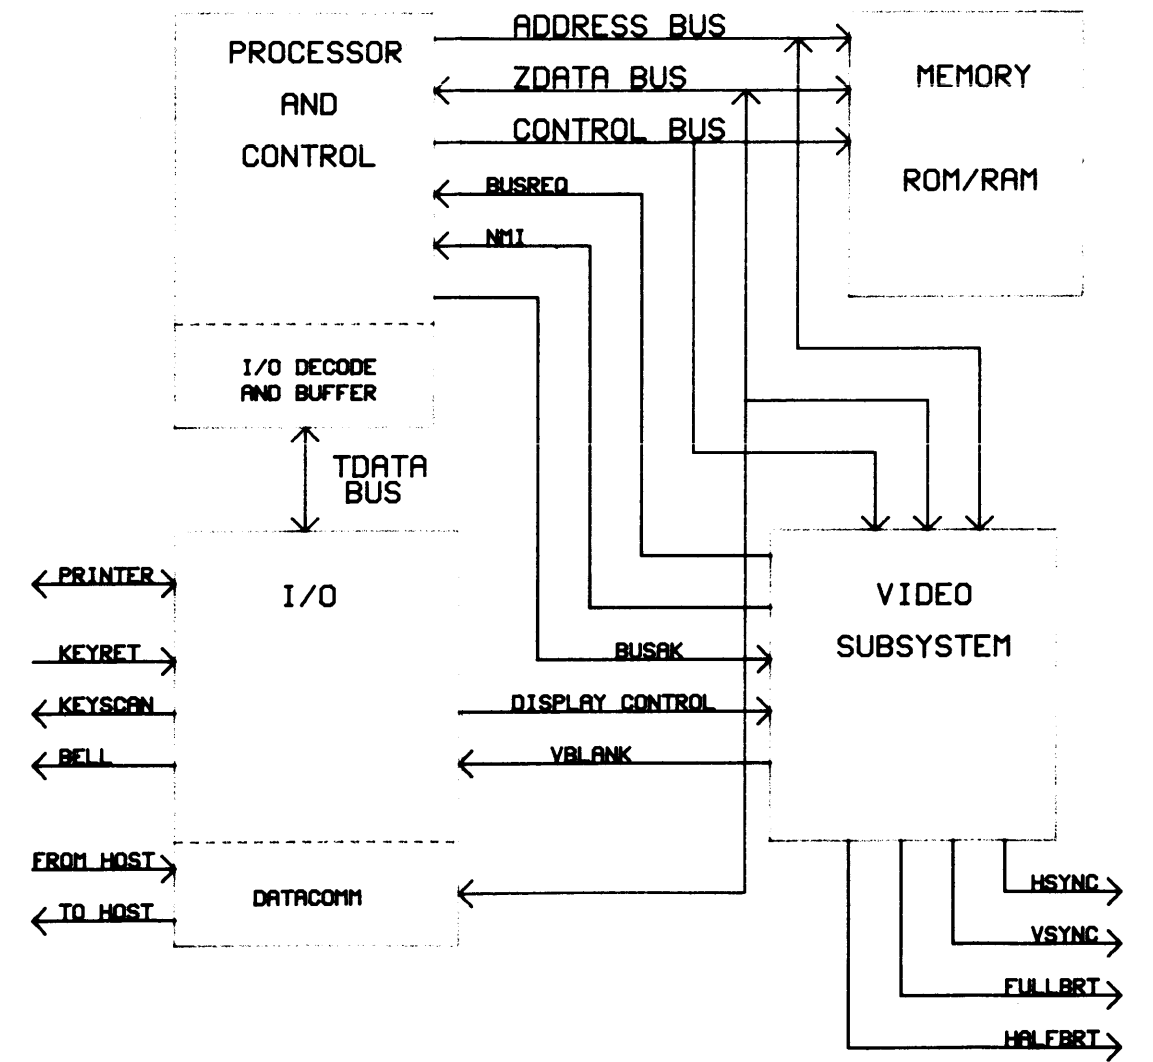 PROCESSOR
AND
CONTROL
ADDRESS BUS
ZDATA BUS
CONTROL BUS
BUSREQ
NMI
MEMORY
ROM/RAM
I/O DECODE
AND BUFFER
TDATA
BUS
PRINTER
KEYRET
KEYSCAN
BELL
FROM HOST
TO HOST
I/O
DATACOMM
BUSAK
DISPLAY CONTROL
VBLANK
VIDEO
SUBSYSTEM
HSYNC
VSYNC
FULLBRT
HALFBRT